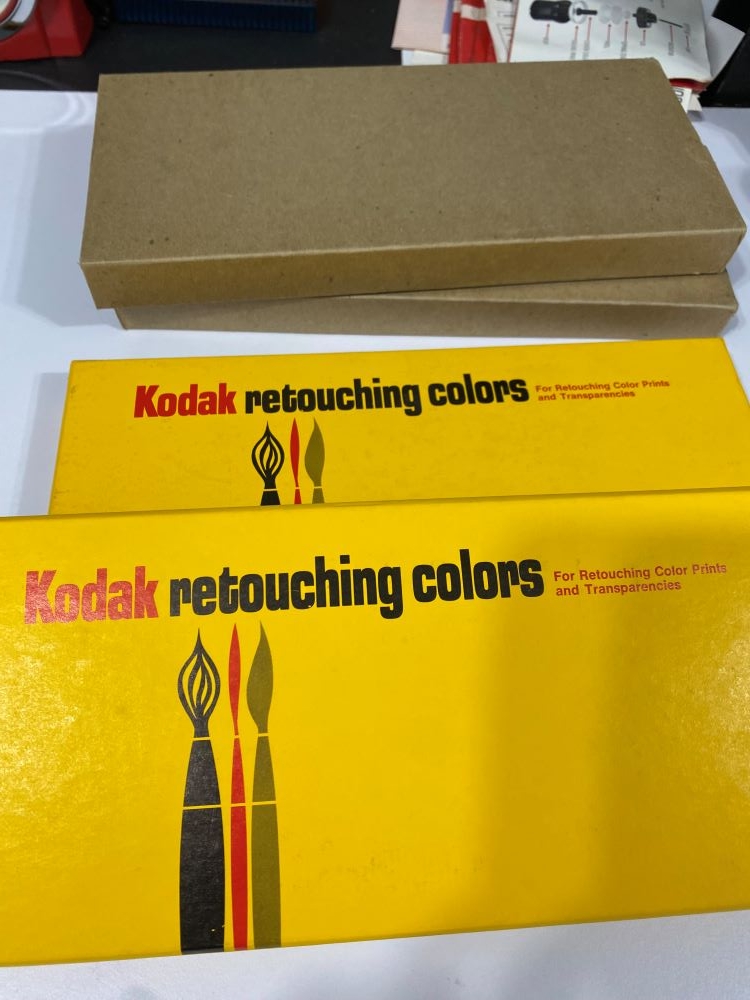 Kodak retouching colors
For Retouching Color Prints
and Transparencies
Kodak retouching colors
For Retouching Color Prints
and Transparencies